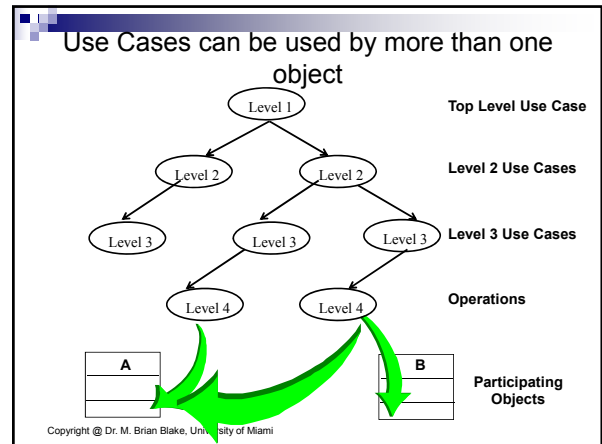 Use Cases can be used by more than one
object
Level 1
Top Level Use Case
Level 2
Level 2
Level 2 Use Cases
Level 3
Level 3
Level 3
Level 3 Use Cases
Level 4
Level 4
Operations
A
B
Participating
Objects
Copyright @ Dr. M. Brian Blake, University of Miami